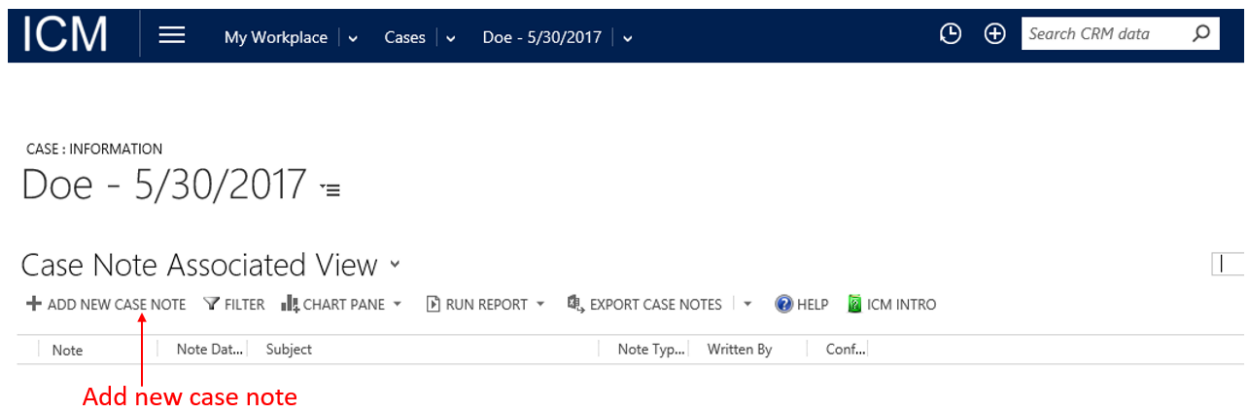 ICM My Workplace Cases Doe - 5/30/2017 Search CRM data
CASE : INFORMATION
Doe - 5/30/2017
Case Note Associated View
ADD NEW CASE NOTE FILTER CHART PANE RUN REPORT EXPORT CASE NOTES HELP ICM INTRO
Note Note Dat... Subject Note Typ... Written By Conf...
Add new case note